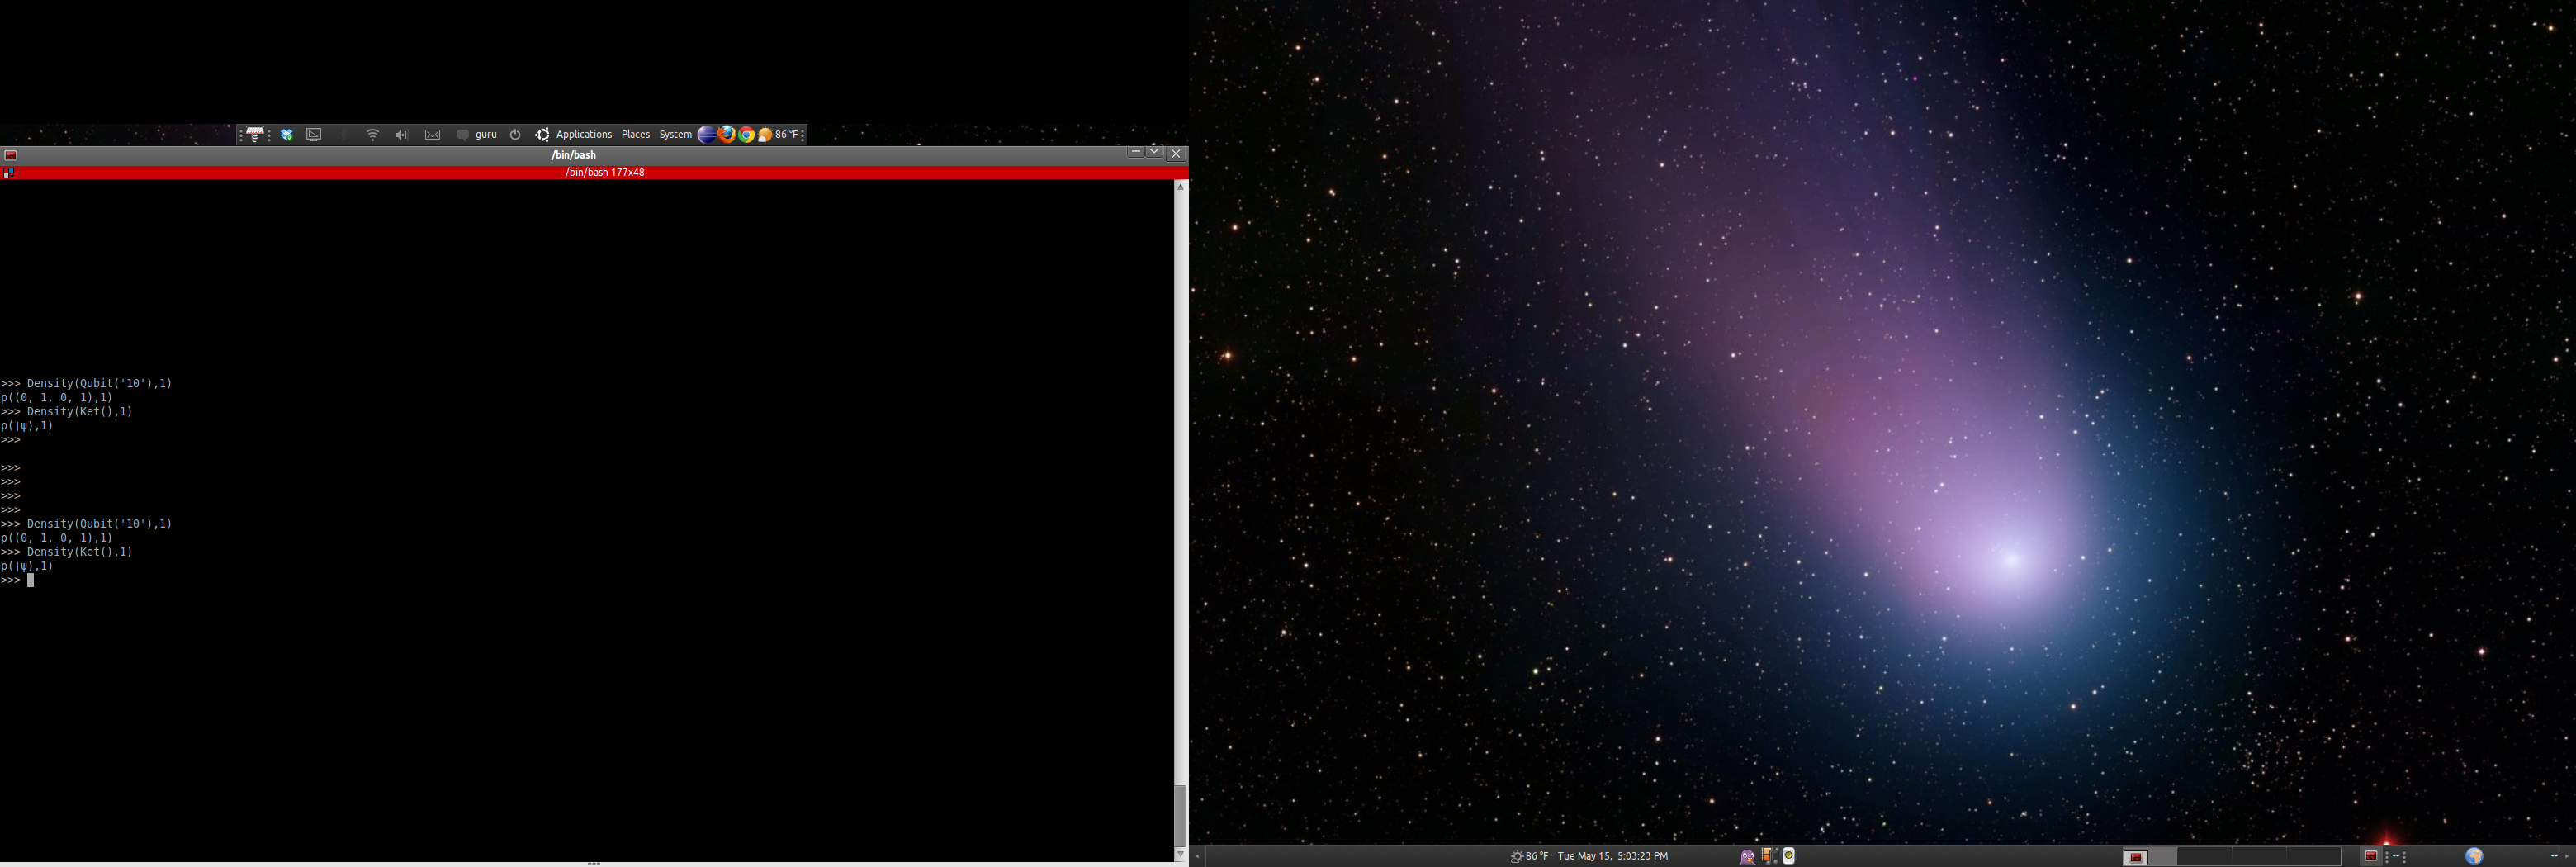 guru Applications Places System 86 °F
/bin/bash
/bin/bash 177x48
>>> Density(Qubit('10'),1)
ρ((0, 1, 0, 1),1)
>>> Density(Ket(),1)
ρ(∣ψ⟩,1)
>>>
>>>
>>>
>>>
>>>
>>> Density(Qubit('10'),1)
ρ((0, 1, 0, 1),1)
>>> Density(Ket(),1)
ρ(∣ψ⟩,1)
>>>
86 °F Tue May 15, 5:03:23 PM